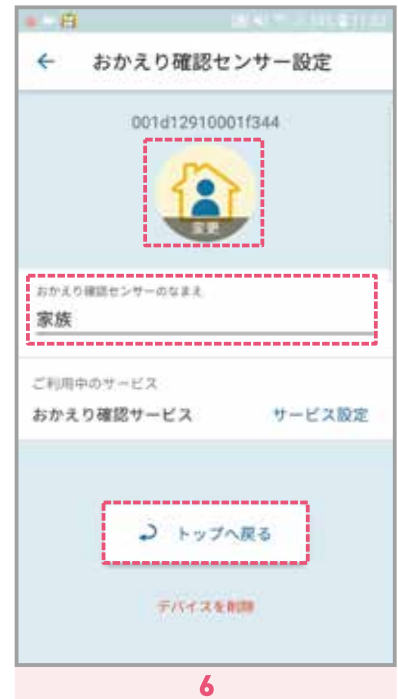 ← おかえり確認センサー設定
001d12910001f344
変更
おかえり確認センサーのなまえ
家族
ご利用中のサービス
おかえり確認サービス サービス設定
トップへ戻る
デバイスを削除
6